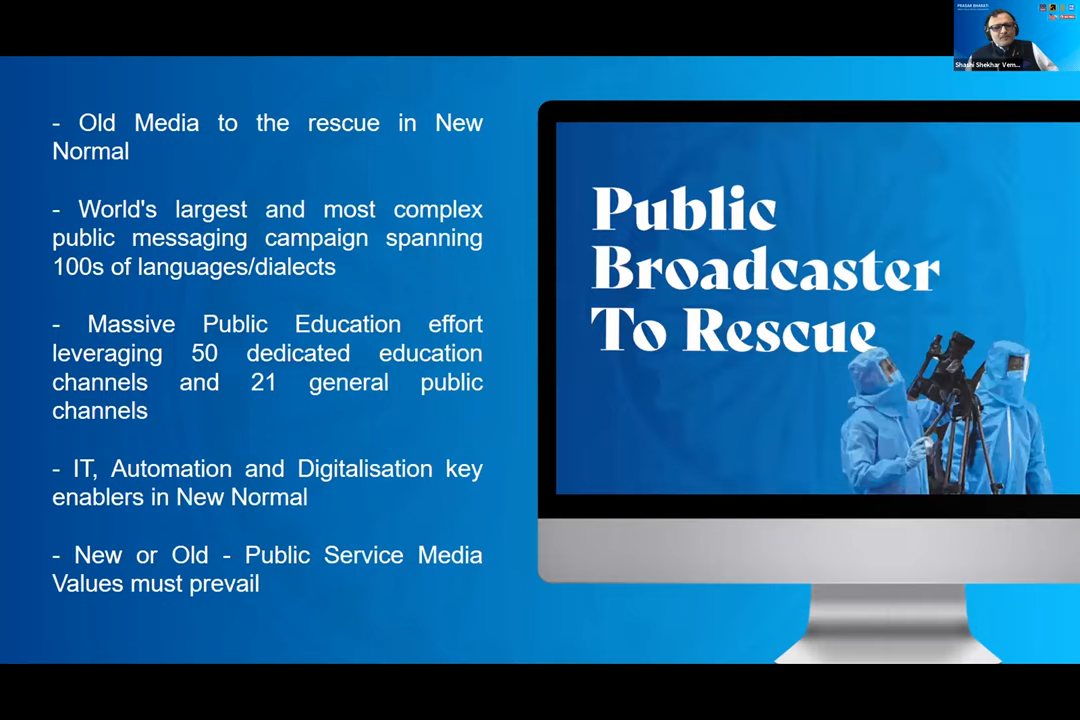 PRASAR BHARATI
Shashi Shekhar Vem...
- Old Media to the rescue in New
Normal
- World's largest and most complex
public messaging campaign spanning
100s of languages/dialects
- Massive Public Education effort
leveraging 50 dedicated education
channels and 21 general public
channels
- IT, Automation and Digitalisation key
enablers in New Normal
- New or Old - Public Service Media
Values must prevail
Public
Broadcaster
To Rescue